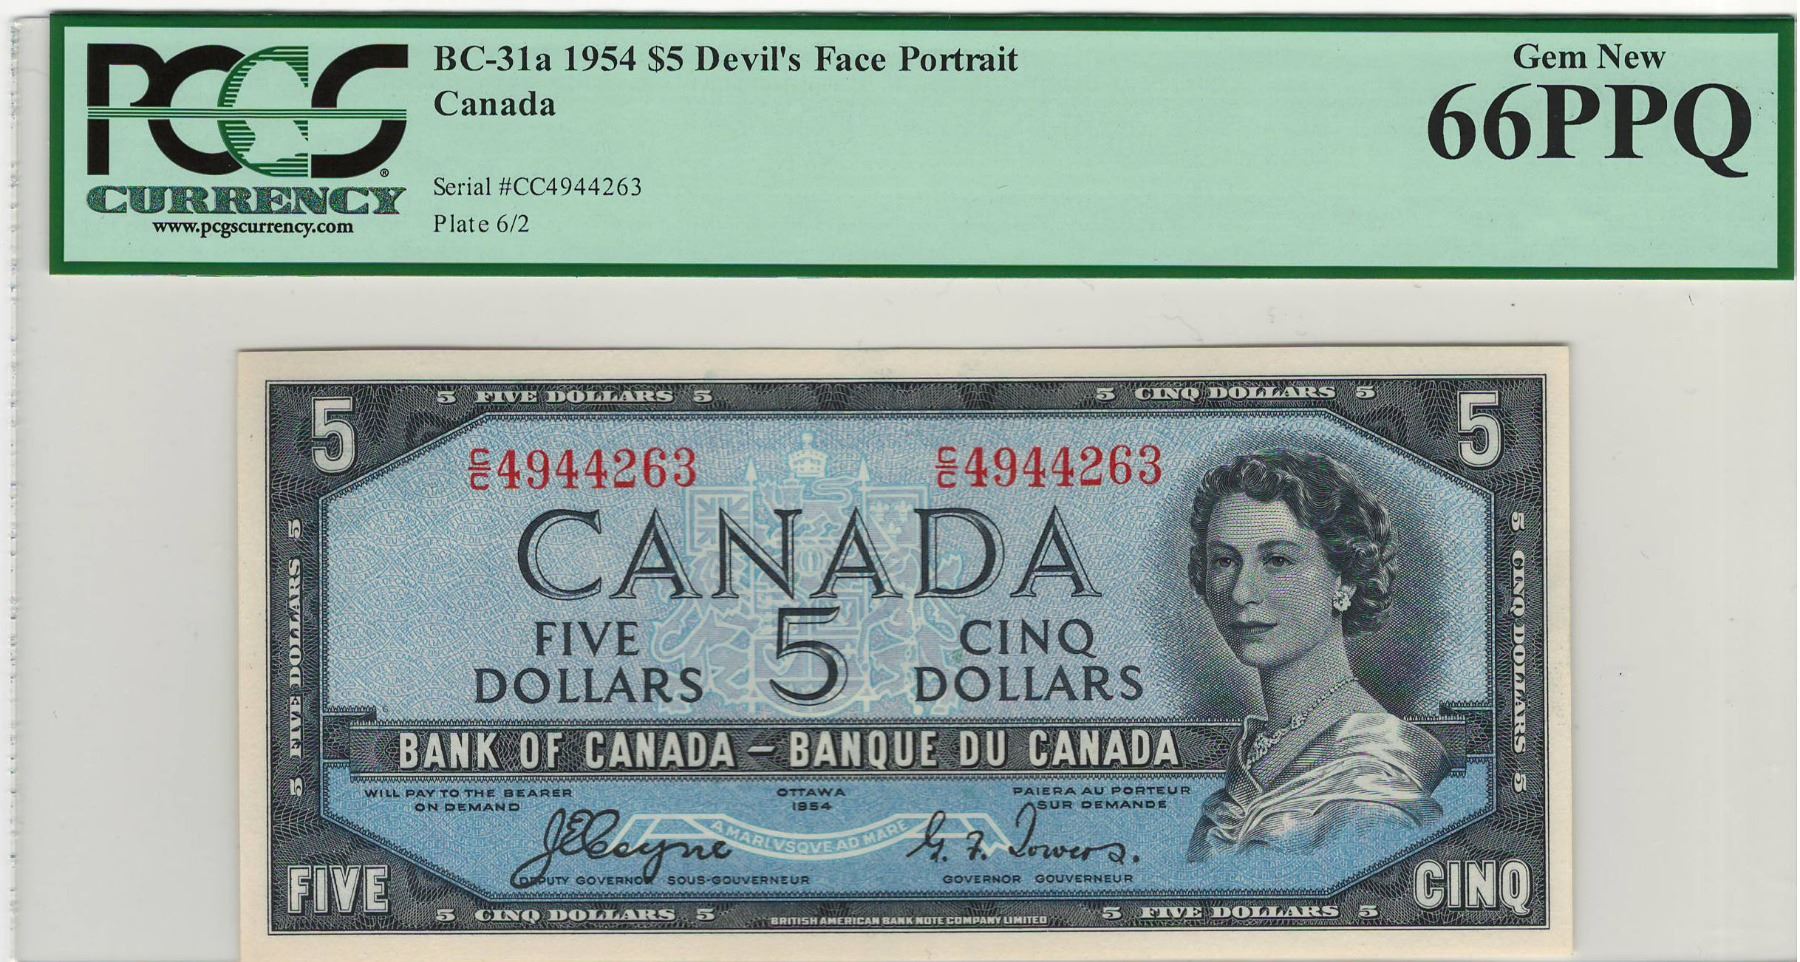 PCGS
CURRENCY
www.pcgscurrency.com
BC-31a 1954 $5 Devil's Face Portrait
Canada
Serial #CC4944263
Plate 6/2
Gem New
66PPQ
5 FIVE DOLLARS 5
5 CINQ DOLLARS 5
5
5
C/C 4944263
C/C 4944263
CANADA
FIVE
DOLLARS
5
CINQ
DOLLARS
5 FIVE DOLLARS 5
5 CINQ DOLLARS 5
BANK OF CANADA – BANQUE DU CANADA
WILL PAY TO THE BEARER
ON DEMAND
OTTAWA
1954
PAIERA AU PORTEUR
SUR DEMANDE
A MARI VSQVE AD MARE
J.E. Coyne
G. F. Towers.
DEPUTY GOVERNOR SOUS-GOUVERNEUR
GOVERNOR GOUVERNEUR
FIVE
CINQ
5 CINQ DOLLARS 5
BRITISH AMERICAN BANK NOTE COMPANY LIMITED
5 FIVE DOLLARS 5